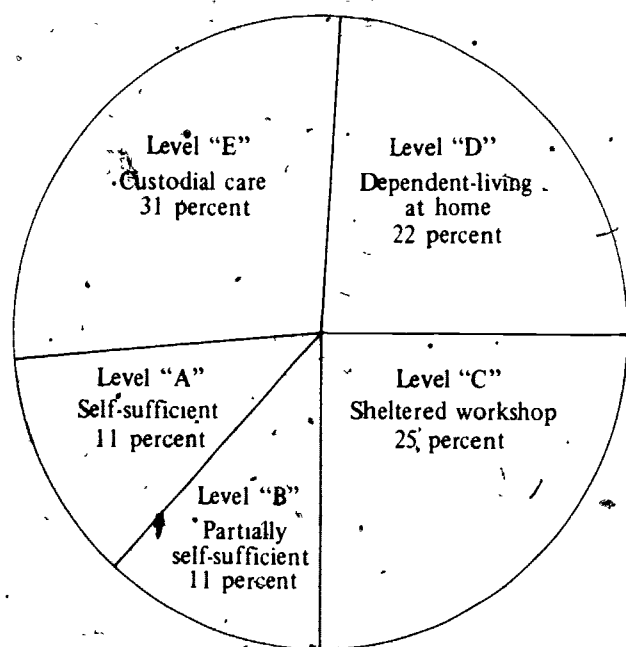 Level “E”
Custodial care
31 percent
Level “D”
Dependent-living
at home
22 percent
Level “A”
Self-sufficient
11 percent
Level “C”
Sheltered workshop
25, percent
Level “B”
Partially
self-sufficient
11 percent